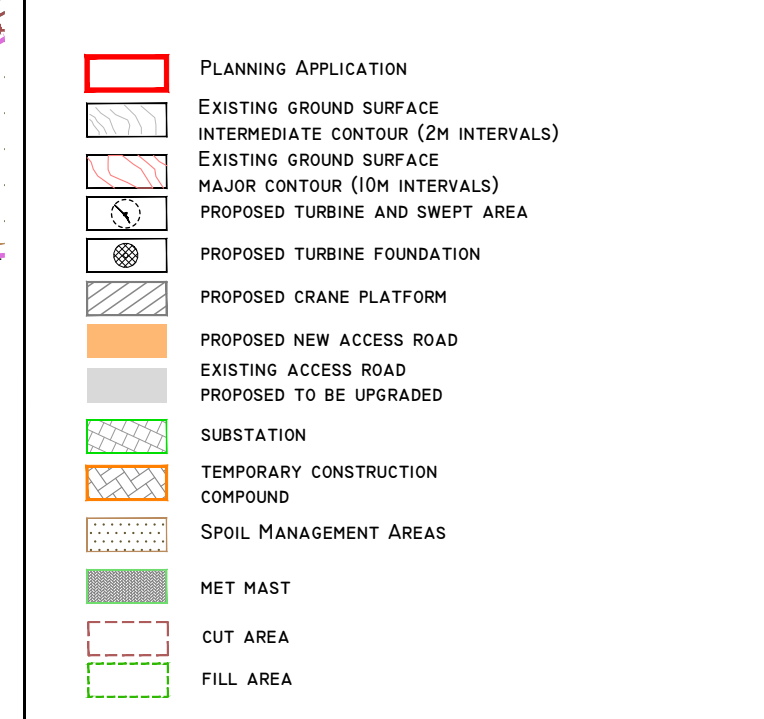 Planning Application
Existing ground surface
intermediate contour (2m intervals)
Existing ground surface
major contour (10m intervals)
proposed turbine and swept area
proposed turbine foundation
proposed crane platform
proposed new access road
existing access road
proposed to be upgraded
substation
temporary construction
compound
Spoil Management Areas
met mast
cut area
fill area